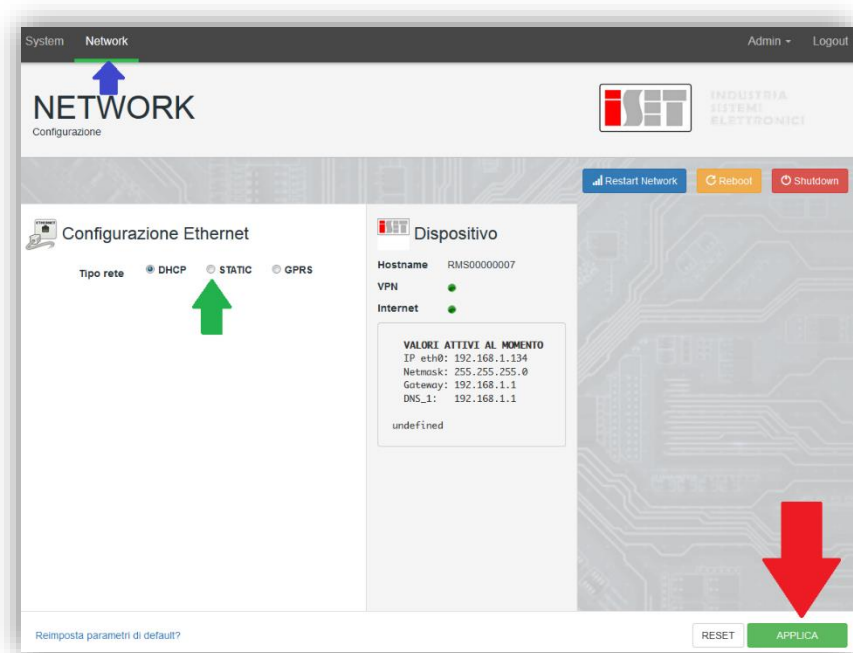 System Network Admin Logout
NETWORK
Configurazione
iSET
INDUSTRIA
SISTEMI
ELETTRONICI
Restart Network Reboot Shutdown
Configurazione Ethernet
Tipo rete DHCP STATIC GPRS
Dispositivo
Hostname RMS00000007
VPN
Internet
VALORI ATTIVI AL MOMENTO
IP eth0: 192.168.1.134
Netmask: 255.255.255.0
Gateway: 192.168.1.1
DNS_1: 192.168.1.1
undefined
Reimposta parametri di default? RESET APPLICA